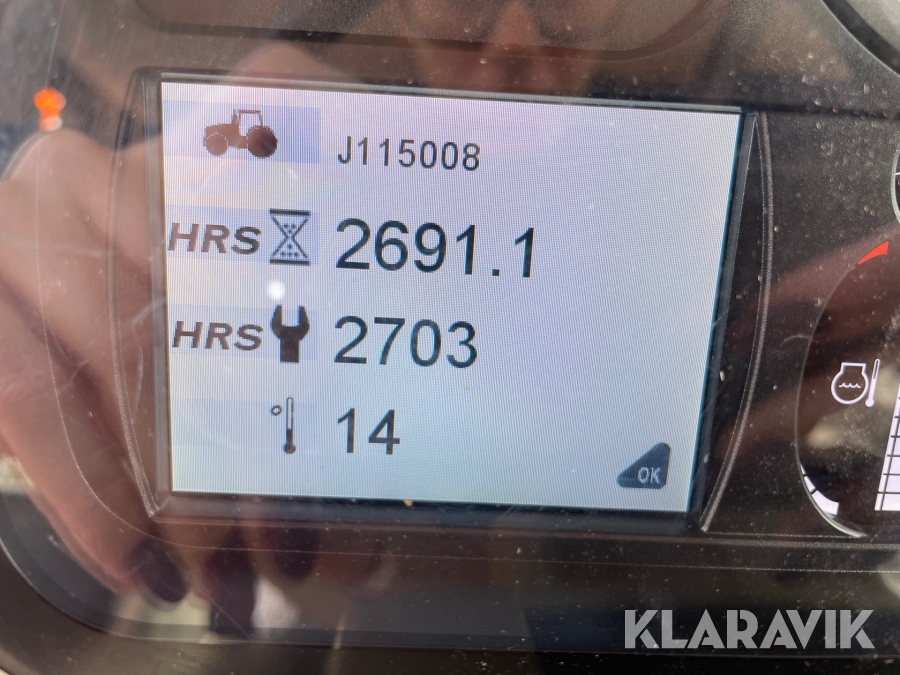 J115008
HRS 2691.1
HRS 2703
14
OK
KLARAVIK